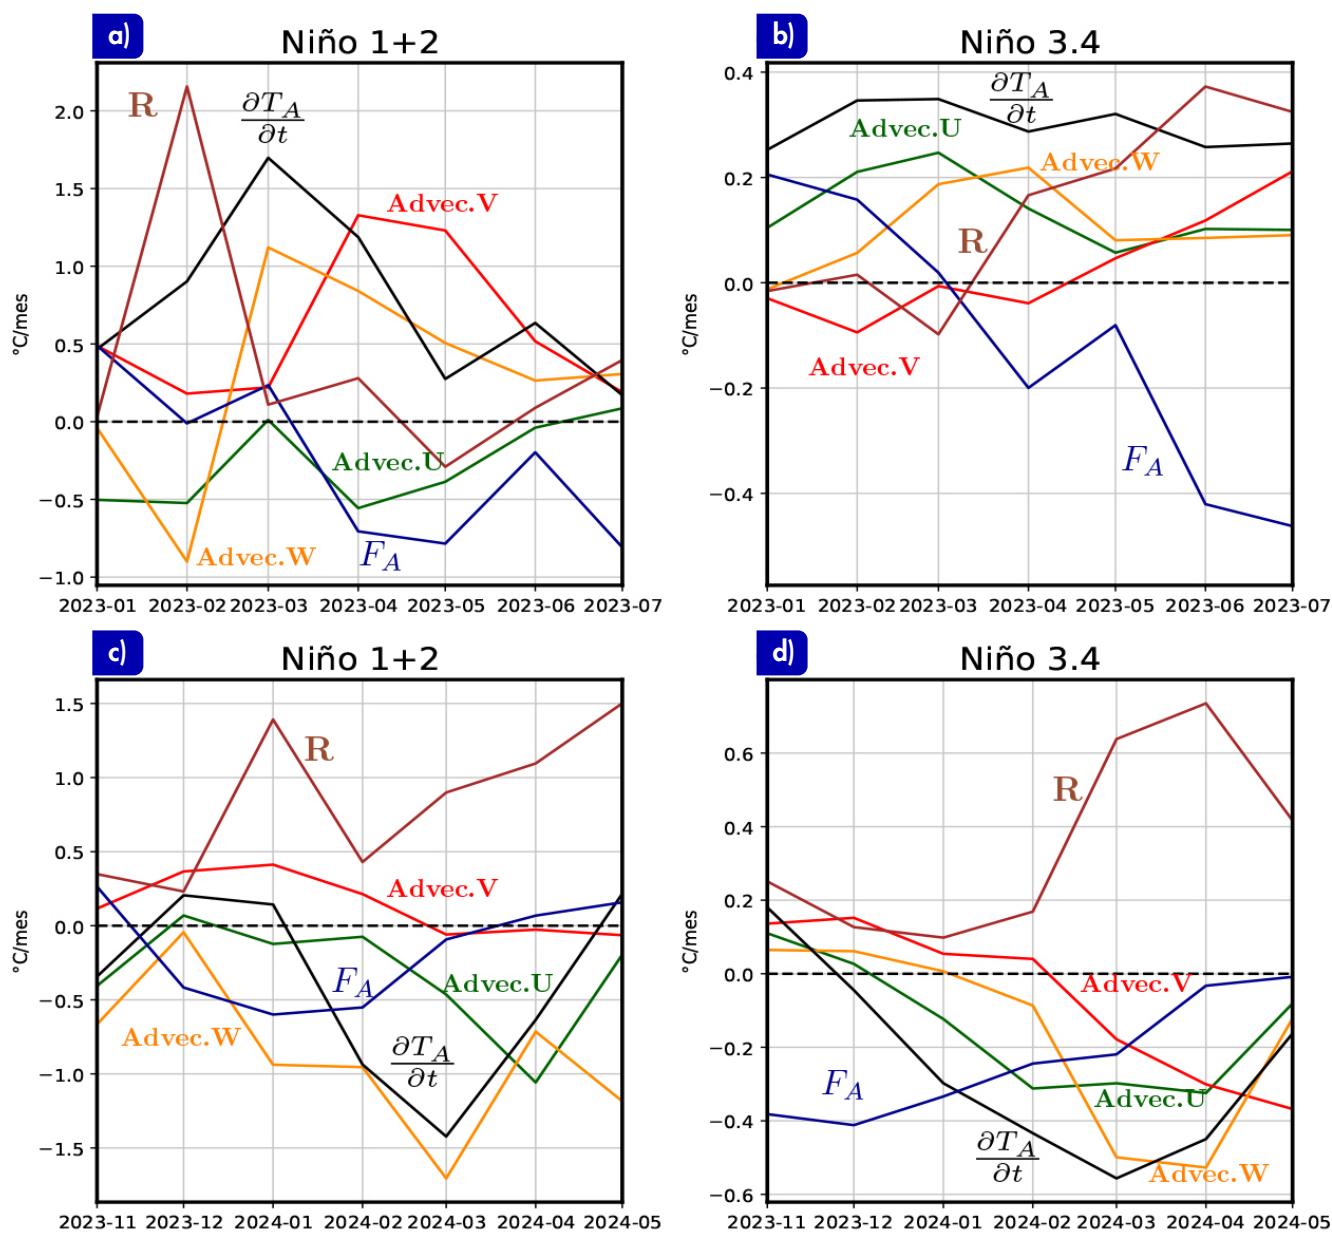 a)
Niño 1+2
°C/mes
2.0
1.5
1.0
0.5
0.0
−0.5
−1.0
R
∂T_A
∂t
Advec.V
Advec.U
Advec.W
F_A
2023-01 2023-02 2023-03 2023-04 2023-05 2023-06 2023-07
b)
Niño 3.4
°C/mes
0.4
0.2
0.0
−0.2
−0.4
∂T_A
∂t
Advec.U
Advec.W
R
Advec.V
F_A
2023-01 2023-02 2023-03 2023-04 2023-05 2023-06 2023-07
c)
Niño 1+2
°C/mes
1.5
1.0
0.5
0.0
−0.5
−1.0
−1.5
R
Advec.V
F_A
Advec.U
Advec.W
∂T_A
∂t
2023-11 2023-12 2024-01 2024-02 2024-03 2024-04 2024-05
d)
Niño 3.4
°C/mes
0.6
0.4
0.2
0.0
−0.2
−0.4
−0.6
R
Advec.V
F_A
Advec.U
∂T_A
∂t
Advec.W
2023-11 2023-12 2024-01 2024-02 2024-03 2024-04 2024-05